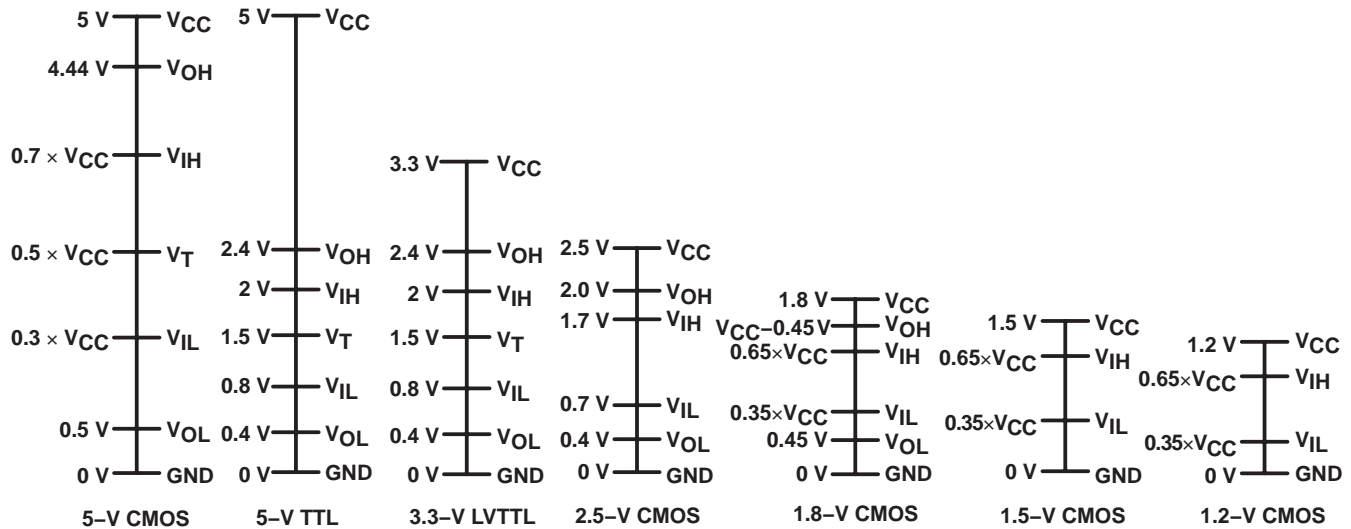 5 V VCC
4.44 V VOH
0.7 × VCC VIH
0.5 × VCC VT
0.3 × VCC VIL
0.5 V VOL
0 V GND
5–V CMOS
5 V VCC
2.4 V VOH
2 V VIH
1.5 V VT
0.8 V VIL
0.4 V VOL
0 V GND
5–V TTL
3.3 V VCC
2.4 V VOH
2 V VIH
1.5 V VT
0.8 V VIL
0.4 V VOL
0 V GND
3.3–V LVTTL
2.5 V VCC
2.0 V VOH
1.7 V VIH
0.7 V VIL
0.4 V VOL
0 V GND
2.5–V CMOS
1.8 V VCC
VCC–0.45 V VOH
0.65×VCC VIH
0.35×VCC VIL
0.45 V VOL
0 V GND
1.8–V CMOS
1.5 V VCC
0.65×VCC VIH
0.35×VCC VIL
0 V GND
1.5–V CMOS
1.2 V VCC
0.65×VCC VIH
0.35×VCC VIL
0 V GND
1.2–V CMOS